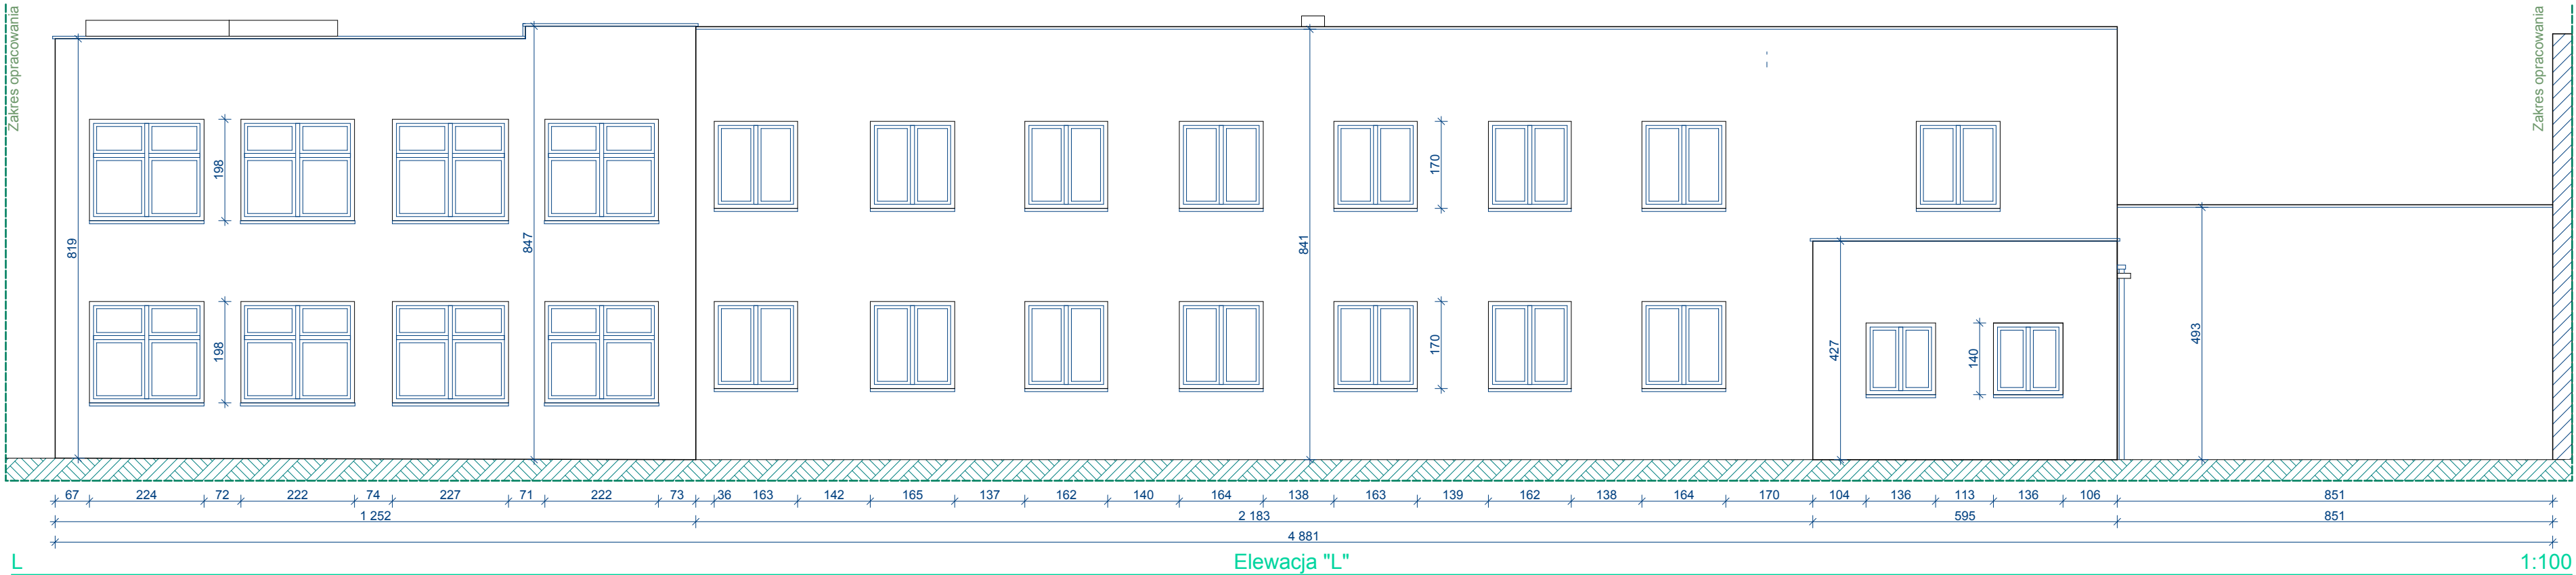 Zakres opracowania
Zakres opracowania
198
170
819
847
841
198
170
427
140
493
67 224 72 222 74 227 71 222 73 36 163 142 165 137 162 140 164 138 163 139 162 138 164 170 104 136 113 136 106 851
1 252 2 183 595 851
4 881
L Elewacja "L" 1:100